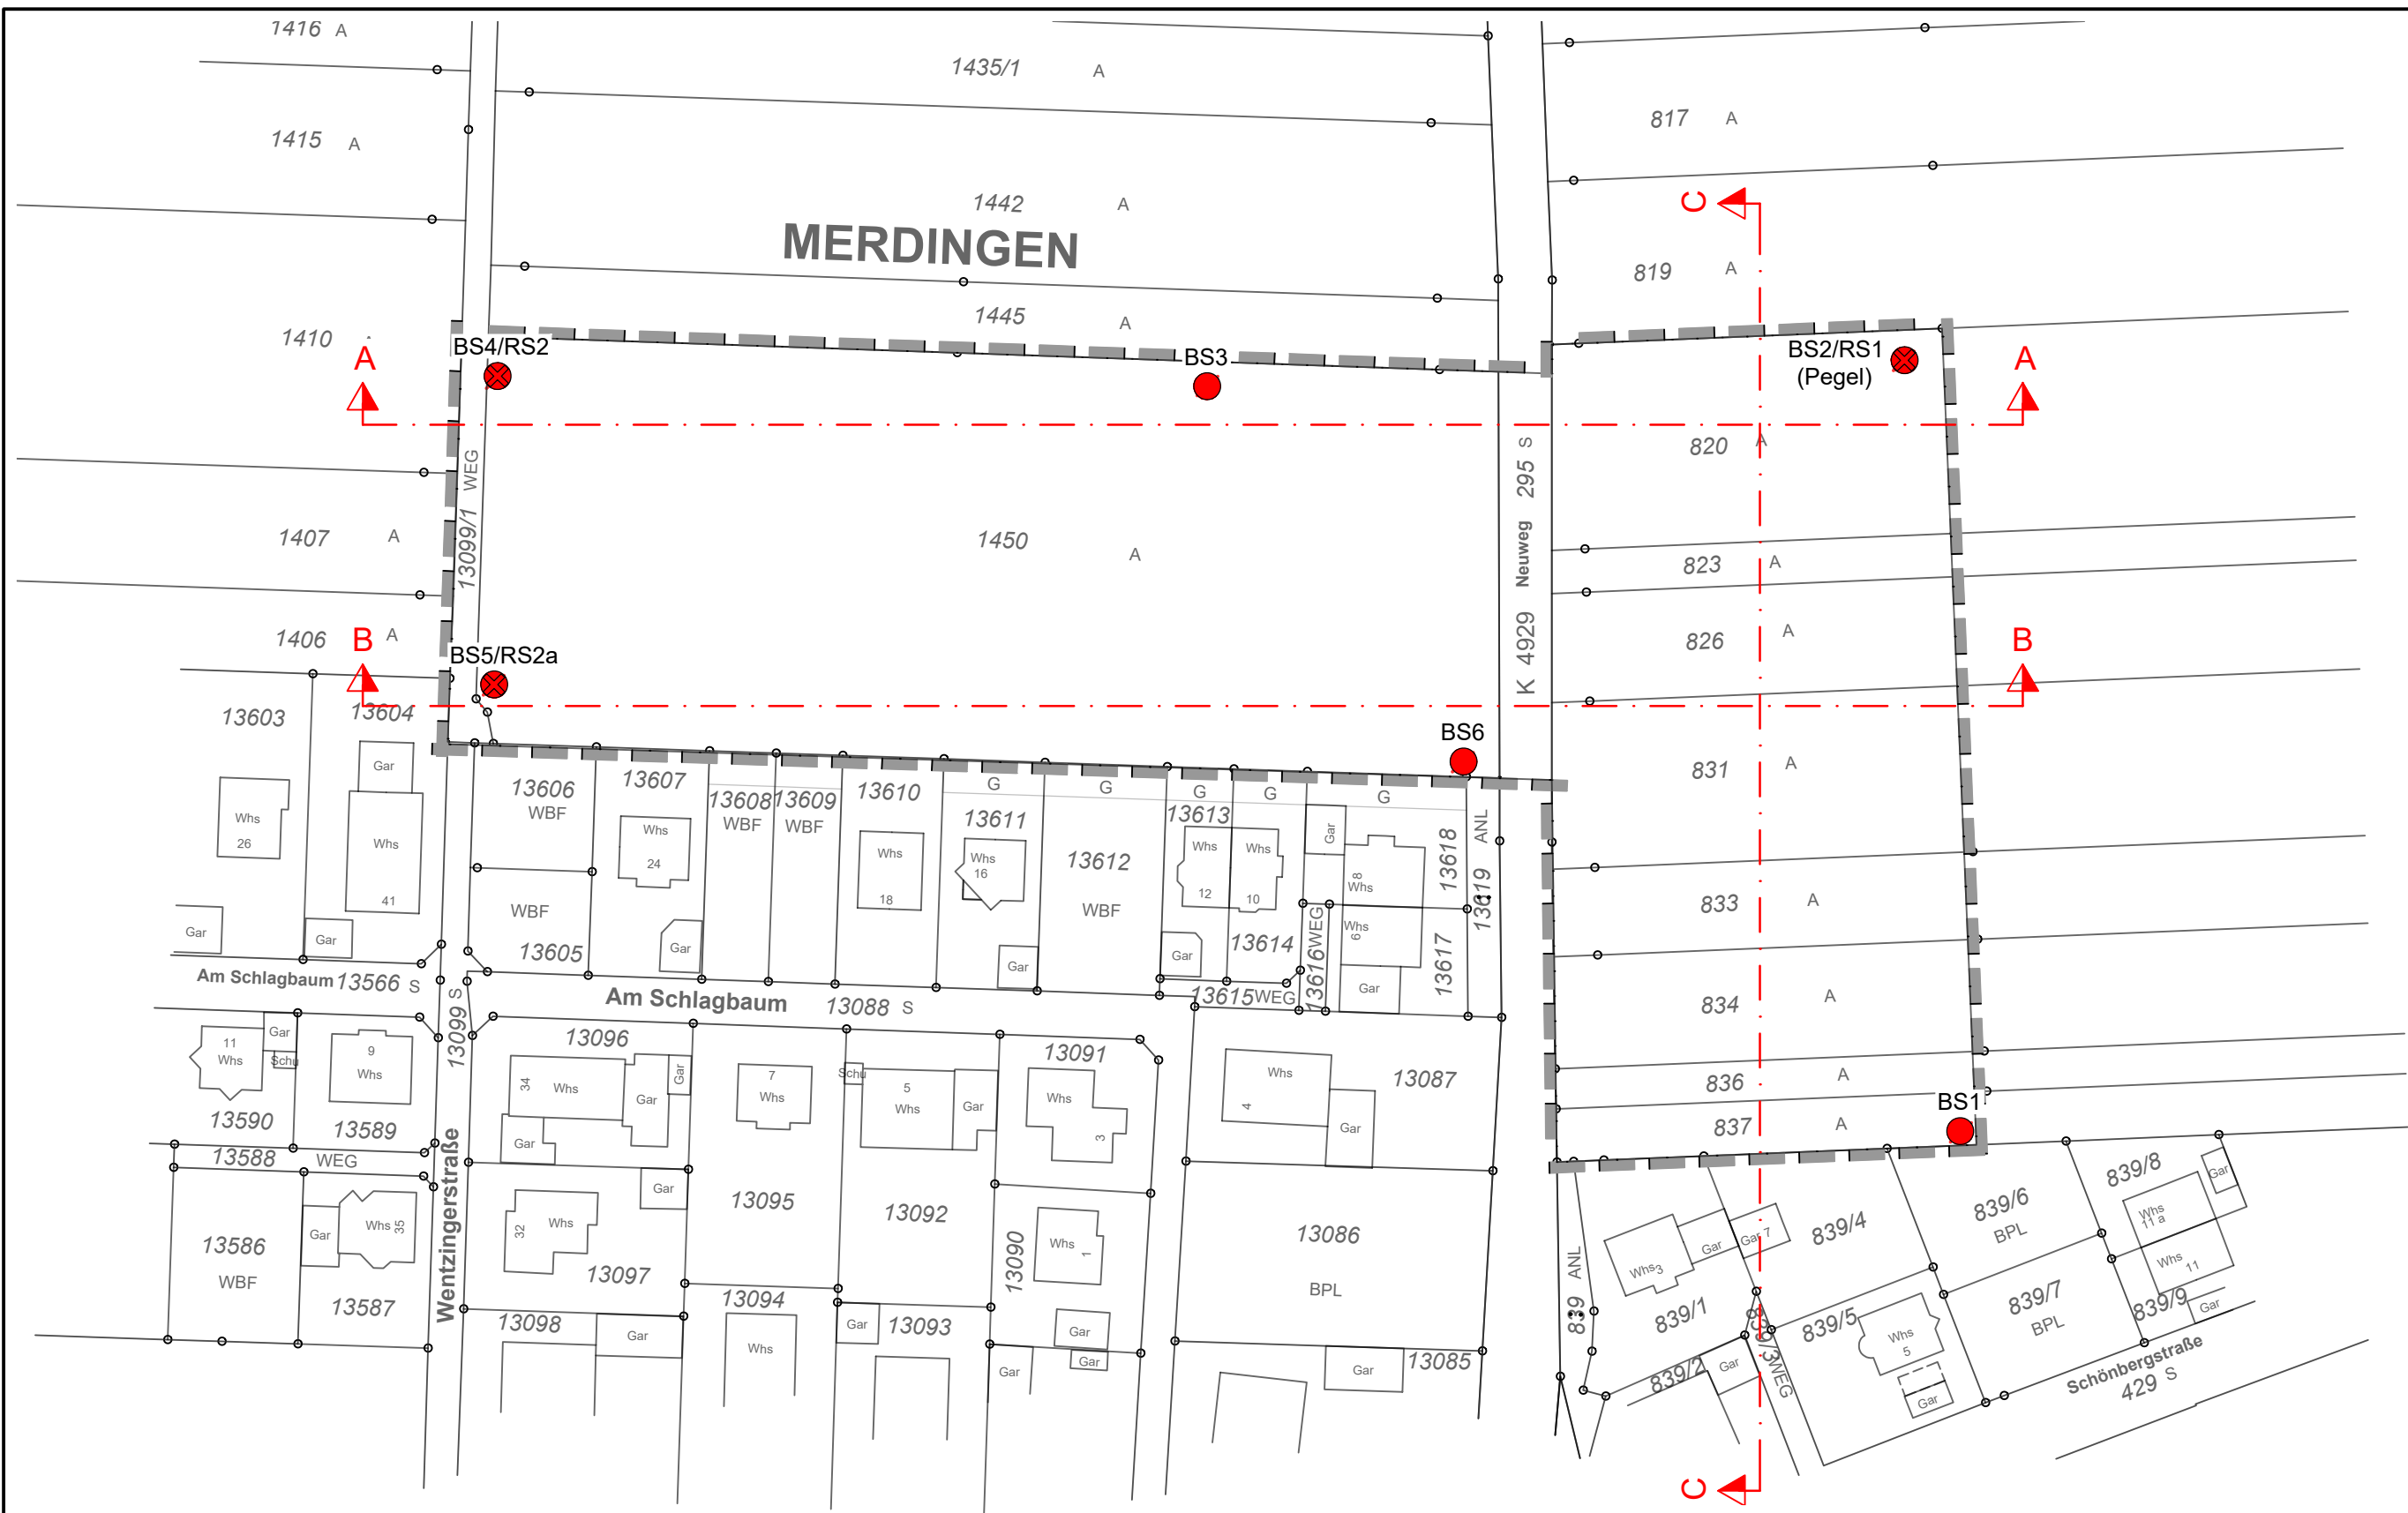 1416 A
1435/1 A
817 A
1415 A
1442 A
MERDINGEN
C
819 A
1445 A
1410
A
BS4/RS2
BS3
BS2/RS1
(Pegel)
A
820 A
13099/1 WEG
K 4929 Neuweg 295 S
1450 A
1407 A
823 A
1406 A
B
826 A
B
BS5/RS2a
13603
13604
BS6
831 A
Gar
Whs
26
Whs
41
Gar
Gar
13606
WBF
WBF
13605
13607
Whs
24
Gar
13608
WBF
13609
WBF
13610
Whs
18
G
13611
Whs
16
Gar
G
13612
WBF
G
13613
Whs
12
Gar
G
Whs
10
13614
G
Gar
8
Whs
Whs
6
Gar
13618
13617
13619 ANL
13616 WEG
13615 WEG
833 A
834 A
836 A
BS1
837 A
Am Schlagbaum 13566 S
Am Schlagbaum 13088 S
13099 S
Wentzingerstraße
11
Whs
Gar
Schu
13590
9
Whs
13589
13588 WEG
13586
WBF
Gar
Whs 35
13587
13096
34
Whs
Gar
Gar
Gar
Gar
32
Whs
13097
13098
Gar
7
Whs
13095
13094
Whs
Schu
5
Whs
Gar
13092
Gar
13093
13091
Whs
3
13090
Whs
1
Gar
Gar
Gar
Whs
4
Gar
13087
13086
BPL
Gar
13085
839 ANL
Whs 3
Gar
Gar 7
839/1
839/2
Gar
839/3 WEG
839/4
839/5
Whs
5
Gar
839/6
BPL
839/7
BPL
839/8
Gar
Whs
11 a
Whs 11
839/9
Gar
Schönbergstraße
429 S
C